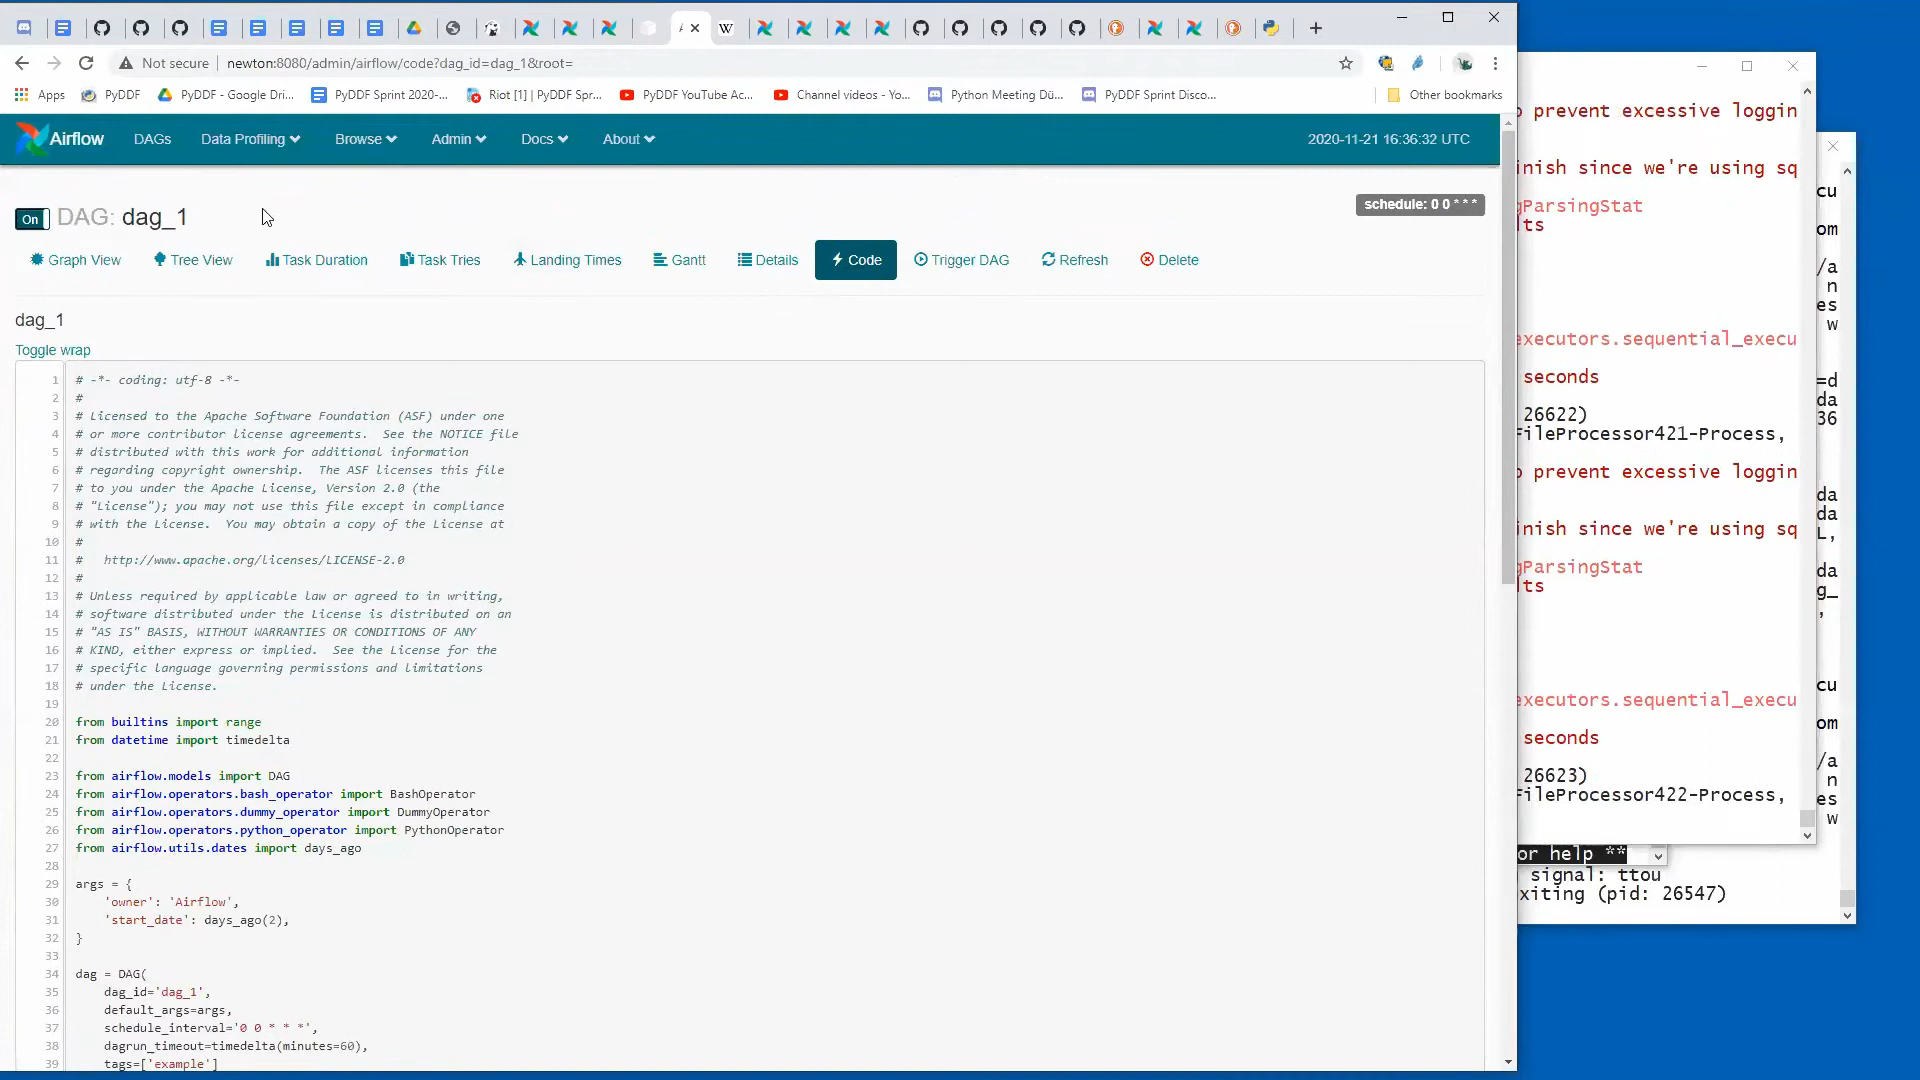 Not secure newton:8080/admin/airflow/code?dag_id=dag_1&root=
Apps PyDDF PyDDF - Google Dri... PyDDF Sprint 2020-... Riot [1] | PyDDF Spr... PyDDF YouTube Ac... Channel videos - Yo... Python Meeting Dü... PyDDF Sprint Disco... Other bookmarks
Airflow DAGs Data Profiling Browse Admin Docs About 2020-11-21 16:36:32 UTC
On DAG: dag_1 schedule: 0 0 * * *
Graph View Tree View Task Duration Task Tries Landing Times Gantt Details Code Trigger DAG Refresh Delete
dag_1
Toggle wrap
1 # -*- coding: utf-8 -*-
2 #
3 # Licensed to the Apache Software Foundation (ASF) under one
4 # or more contributor license agreements.  See the NOTICE file
5 # distributed with this work for additional information
6 # regarding copyright ownership.  The ASF licenses this file
7 # to you under the Apache License, Version 2.0 (the
8 # "License"); you may not use this file except in compliance
9 # with the License.  You may obtain a copy of the License at
10 #
11 #   http://www.apache.org/licenses/LICENSE-2.0
12 #
13 # Unless required by applicable law or agreed to in writing,
14 # software distributed under the License is distributed on an
15 # "AS IS" BASIS, WITHOUT WARRANTIES OR CONDITIONS OF ANY
16 # KIND, either express or implied.  See the License for the
17 # specific language governing permissions and limitations
18 # under the License.
19
20 from builtins import range
21 from datetime import timedelta
22
23 from airflow.models import DAG
24 from airflow.operators.bash_operator import BashOperator
25 from airflow.operators.dummy_operator import DummyOperator
26 from airflow.operators.python_operator import PythonOperator
27 from airflow.utils.dates import days_ago
28
29 args = {
30     'owner': 'Airflow',
31     'start_date': days_ago(2),
32 }
33
34 dag = DAG(
35     dag_id='dag_1',
36     default_args=args,
37     schedule_interval='0 0 * * *',
38     dagrun_timeout=timedelta(minutes=60),
39     tags=['example']
o prevent excessive loggin
inish since we're using sq
gParsingStat
lts
executors.sequential_execu
seconds
26622)
FileProcessor421-Process,
o prevent excessive loggin
inish since we're using sq
gParsingStat
lts
executors.sequential_execu
seconds
26623)
FileProcessor422-Process,
or help **
signal: ttou
xiting (pid: 26547)
cu
om
/a
n
es
w
=d
da
36
da
da
L,
da
g_
,
cu
om
/a
n
es
w